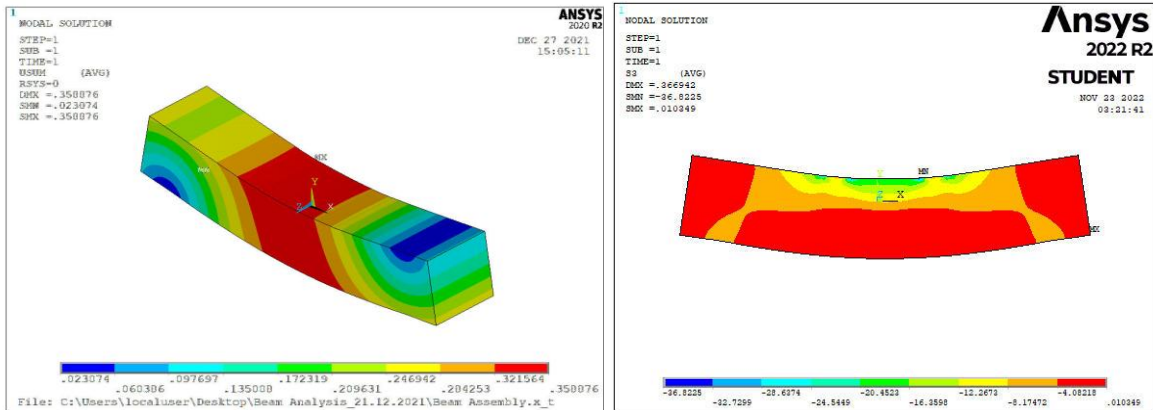 1
NODAL SOLUTION
STEP=1
SUB =1
TIME=1
USUM (AVG)
RSYS=0
DMX =.358876
SMN =.023074
SMX =.358876
ANSYS
2020 R2
DEC 27 2021
15:05:11
MX
Y
Z X
.023074 .097697 .172319 .246942 .321564
.060386 .135008 .209631 .284253 .358876
File: C:\Users\localuser\Desktop\Beam Analysis_21.12.2021\Beam Assembly.x_t
1
NODAL SOLUTION
STEP=1
SUB =1
TIME=1
S3 (AVG)
DMX =.366942
SMN =-36.8225
SMX =.010349
Ansys
2022 R2
STUDENT
NOV 23 2022
03:21:41
MN
Y
Z X
MX
-36.8225 -28.6374 -20.4523 -12.2673 -4.08218
-32.7299 -24.5449 -16.3598 -8.17472 .010349